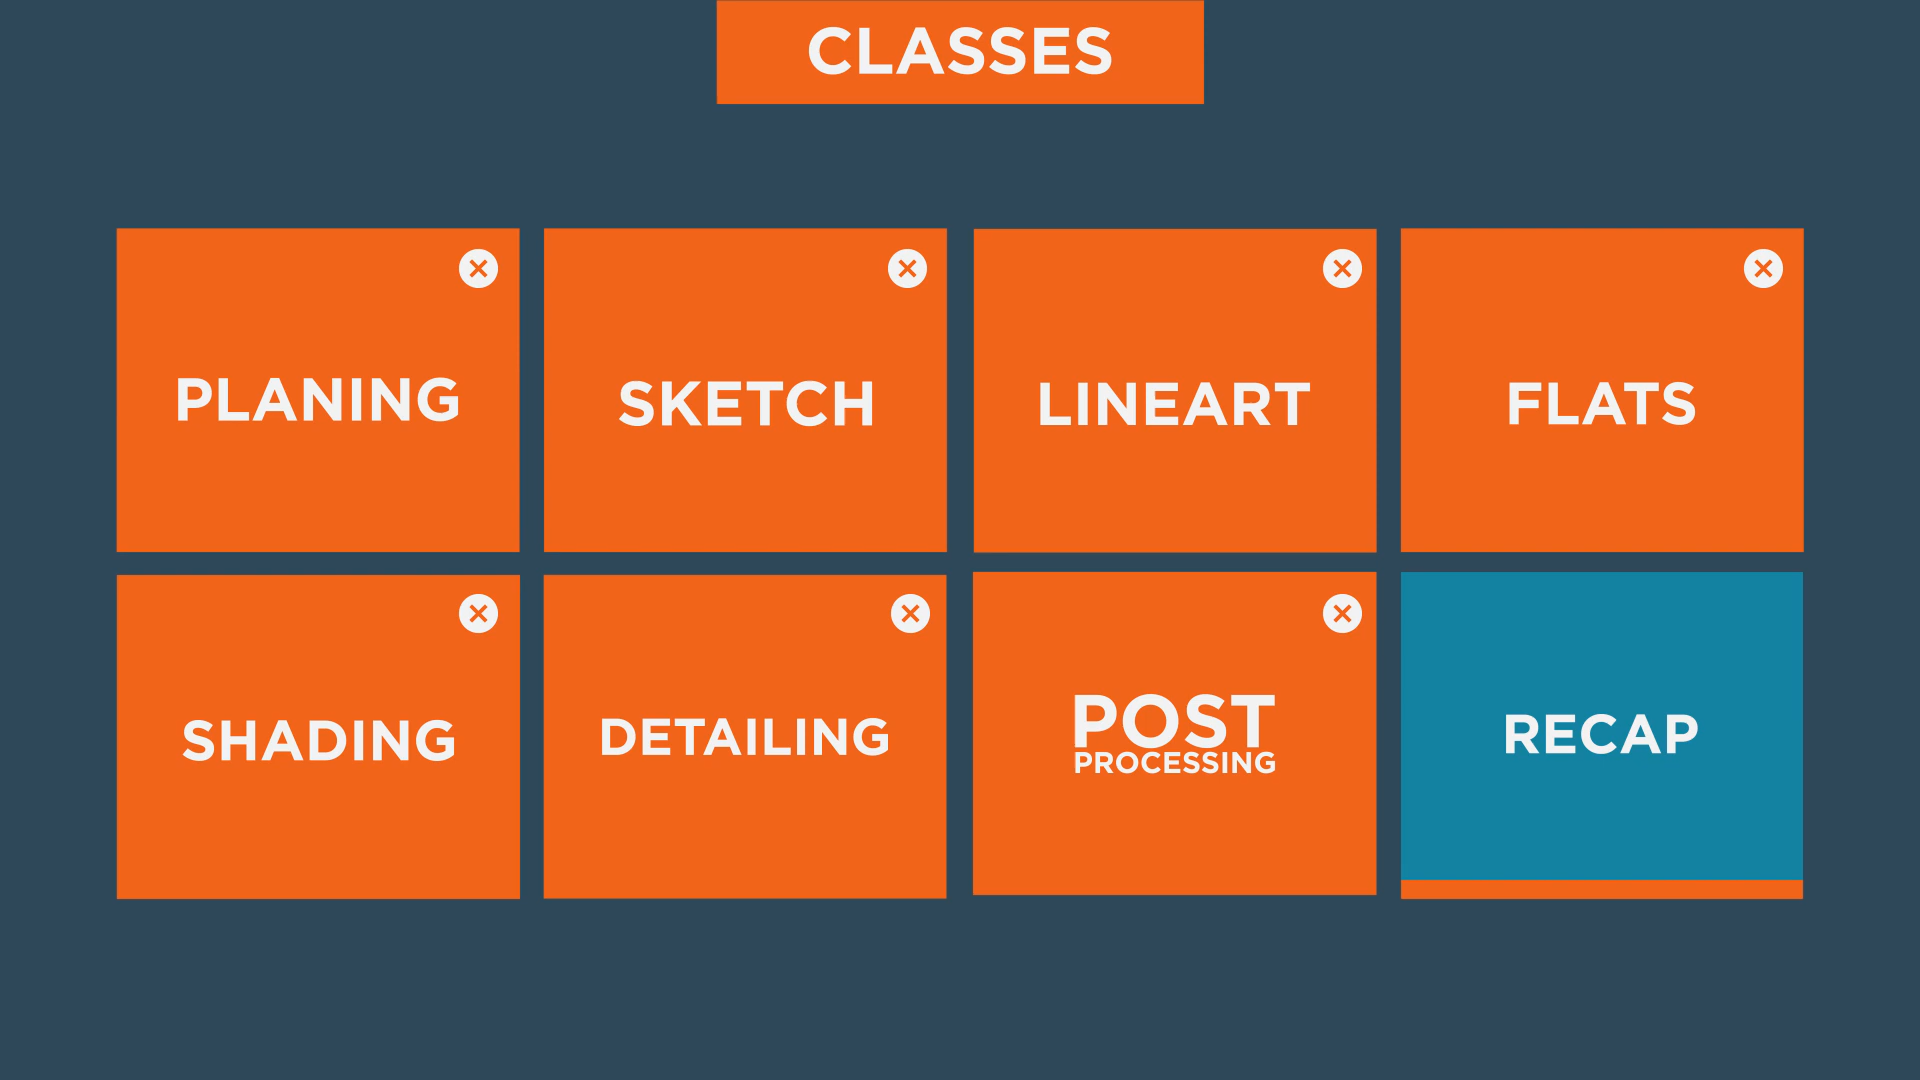 CLASSES
PLANING
SKETCH
LINEART
FLATS
SHADING
DETAILING
POST
PROCESSING
RECAP